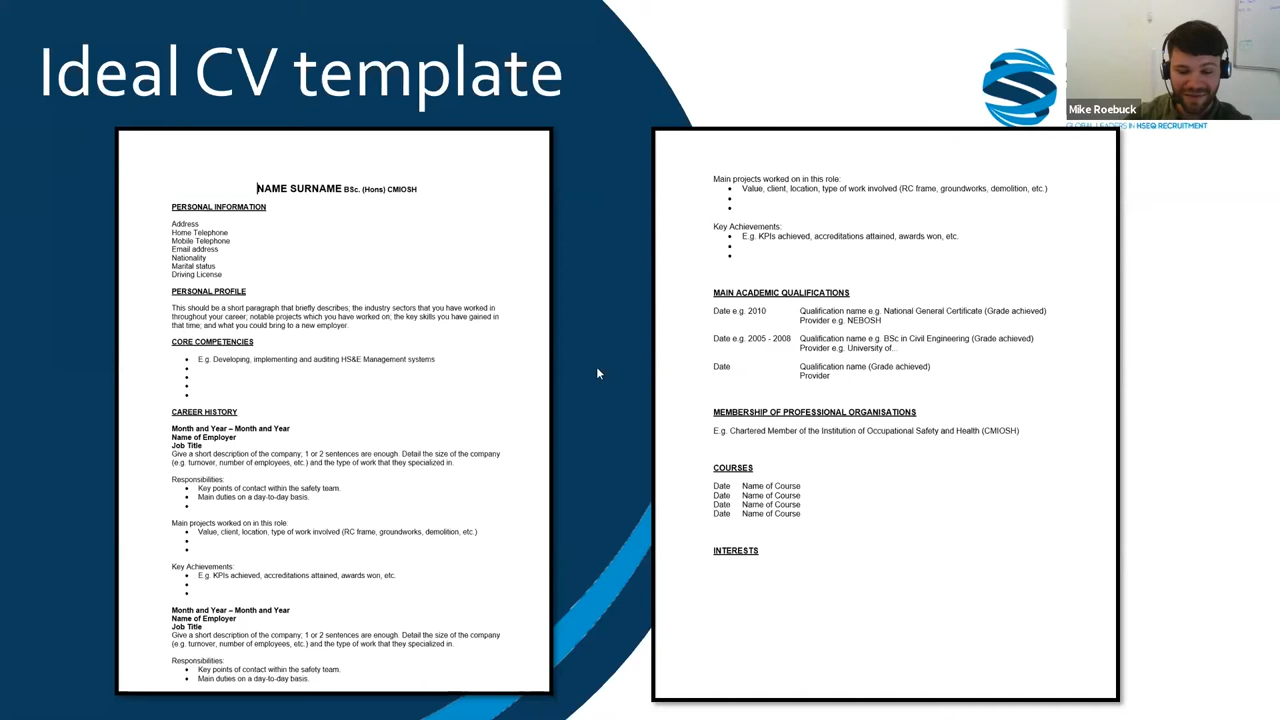 Ideal CV template
Mike Roebuck
GLOBAL LEADERS IN HSEQ RECRUITMENT
NAME SURNAME BSc. (Hons) CMIOSH
PERSONAL INFORMATION
Address
Home Telephone
Mobile Telephone
Email address
Nationality
Marital status
Driving License
PERSONAL PROFILE
This should be a short paragraph that briefly describes; the industry sectors that you have worked in
throughout your career; notable projects which you have worked on; the key skills you have gained in
that time; and what you could bring to a new employer.
CORE COMPETENCIES
• E.g. Developing, implementing and auditing HS&E Management systems
•
•
•
•
CAREER HISTORY
Month and Year – Month and Year
Name of Employer
Job Title
Give a short description of the company; 1 or 2 sentences are enough. Detail the size of the company
(e.g. turnover, number of employees, etc.) and the type of work that they specialized in.
Responsibilities:
• Key points of contact within the safety team.
• Main duties on a day-to-day basis.
•
Main projects worked on in this role:
• Value, client, location, type of work involved (RC frame, groundworks, demolition, etc.)
•
•
Key Achievements:
• E.g. KPIs achieved, accreditations attained, awards won, etc.
•
•
Month and Year – Month and Year
Name of Employer
Job Title
Give a short description of the company; 1 or 2 sentences are enough. Detail the size of the company
(e.g. turnover, number of employees, etc.) and the type of work that they specialized in.
Responsibilities:
• Key points of contact within the safety team.
• Main duties on a day-to-day basis.
Main projects worked on in this role:
• Value, client, location, type of work involved (RC frame, groundworks, demolition, etc.)
•
•
Key Achievements:
• E.g. KPIs achieved, accreditations attained, awards won, etc.
•
•
MAIN ACADEMIC QUALIFICATIONS
Date e.g. 2010 Qualification name e.g. National General Certificate (Grade achieved)
Provider e.g. NEBOSH
Date e.g. 2005 - 2008 Qualification name e.g. BSc in Civil Engineering (Grade achieved)
Provider e.g. University of...
Date Qualification name (Grade achieved)
Provider
MEMBERSHIP OF PROFESSIONAL ORGANISATIONS
E.g. Chartered Member of the Institution of Occupational Safety and Health (CMIOSH)
COURSES
Date Name of Course
Date Name of Course
Date Name of Course
Date Name of Course
INTERESTS